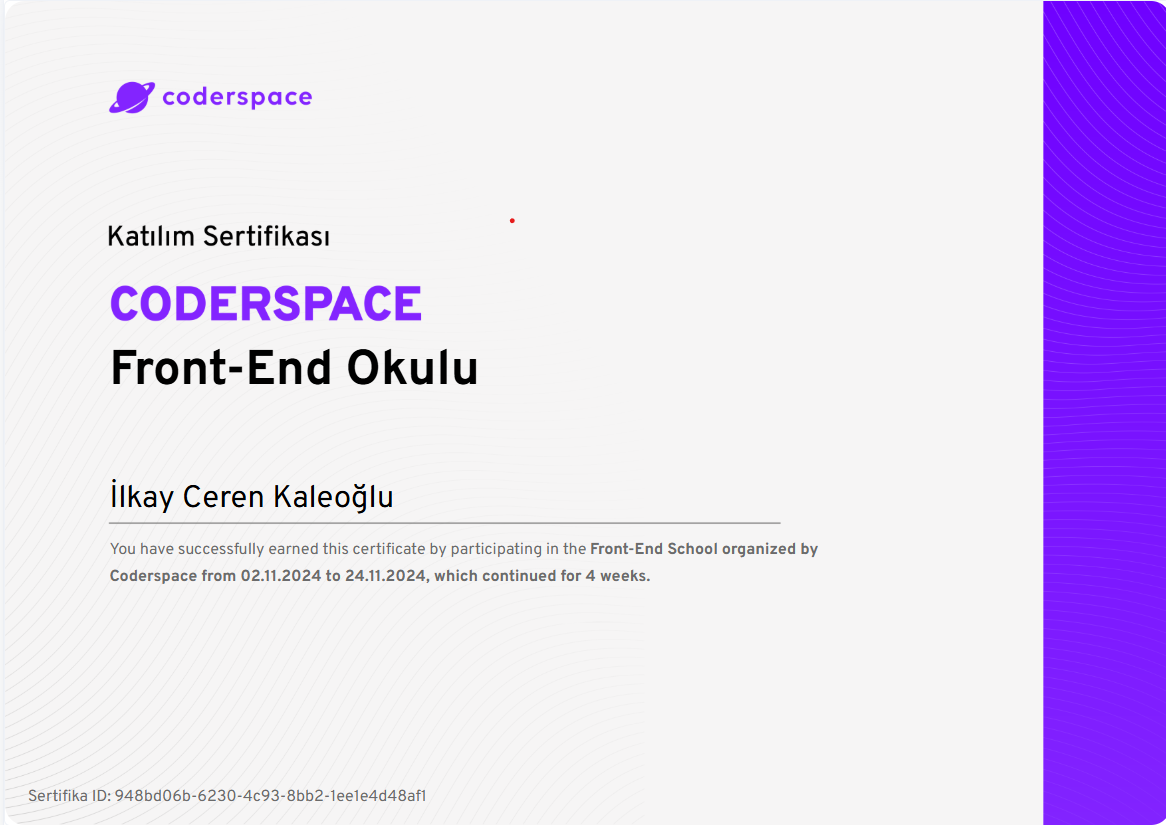 coderspace
Katılım Sertifikası
CODERSPACE
Front-End Okulu
İlkay Ceren Kaleoğlu
You have successfully earned this certificate by participating in the Front-End School organized by
Coderspace from 02.11.2024 to 24.11.2024, which continued for 4 weeks.
Sertifika ID: 948bd06b-6230-4c93-8bb2-1ee1e4d48af1